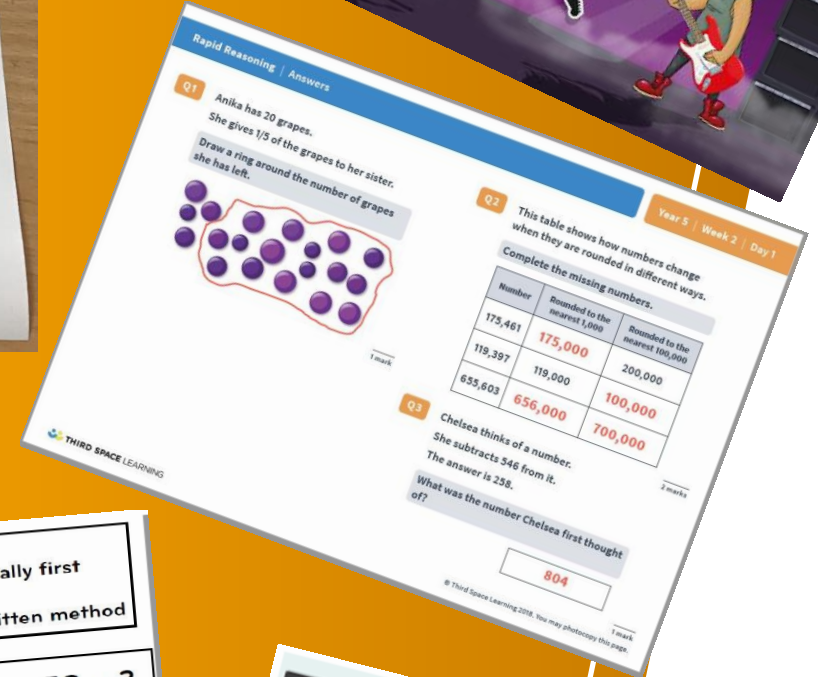 Rapid Reasoning | Answers
Year 5 | Week 2 | Day 1
Q1
Anika has 20 grapes.
She gives 1/5 of the grapes to her sister.
Draw a ring around the number of grapes
she has left.
1 mark
Q2
This table shows how numbers change
when they are rounded in different ways.
Complete the missing numbers.
Number Rounded to the nearest 1,000 Rounded to the nearest 100,000
175,461 175,000 200,000
119,397 119,000 100,000
655,603 656,000 700,000
2 marks
Q3
Chelsea thinks of a number.
She subtracts 546 from it.
The answer is 258.
What was the number Chelsea first thought
of?
804
1 mark
THIRD SPACE LEARNING
© Third Space Learning 2018. You may photocopy this page.
ally first
itten method